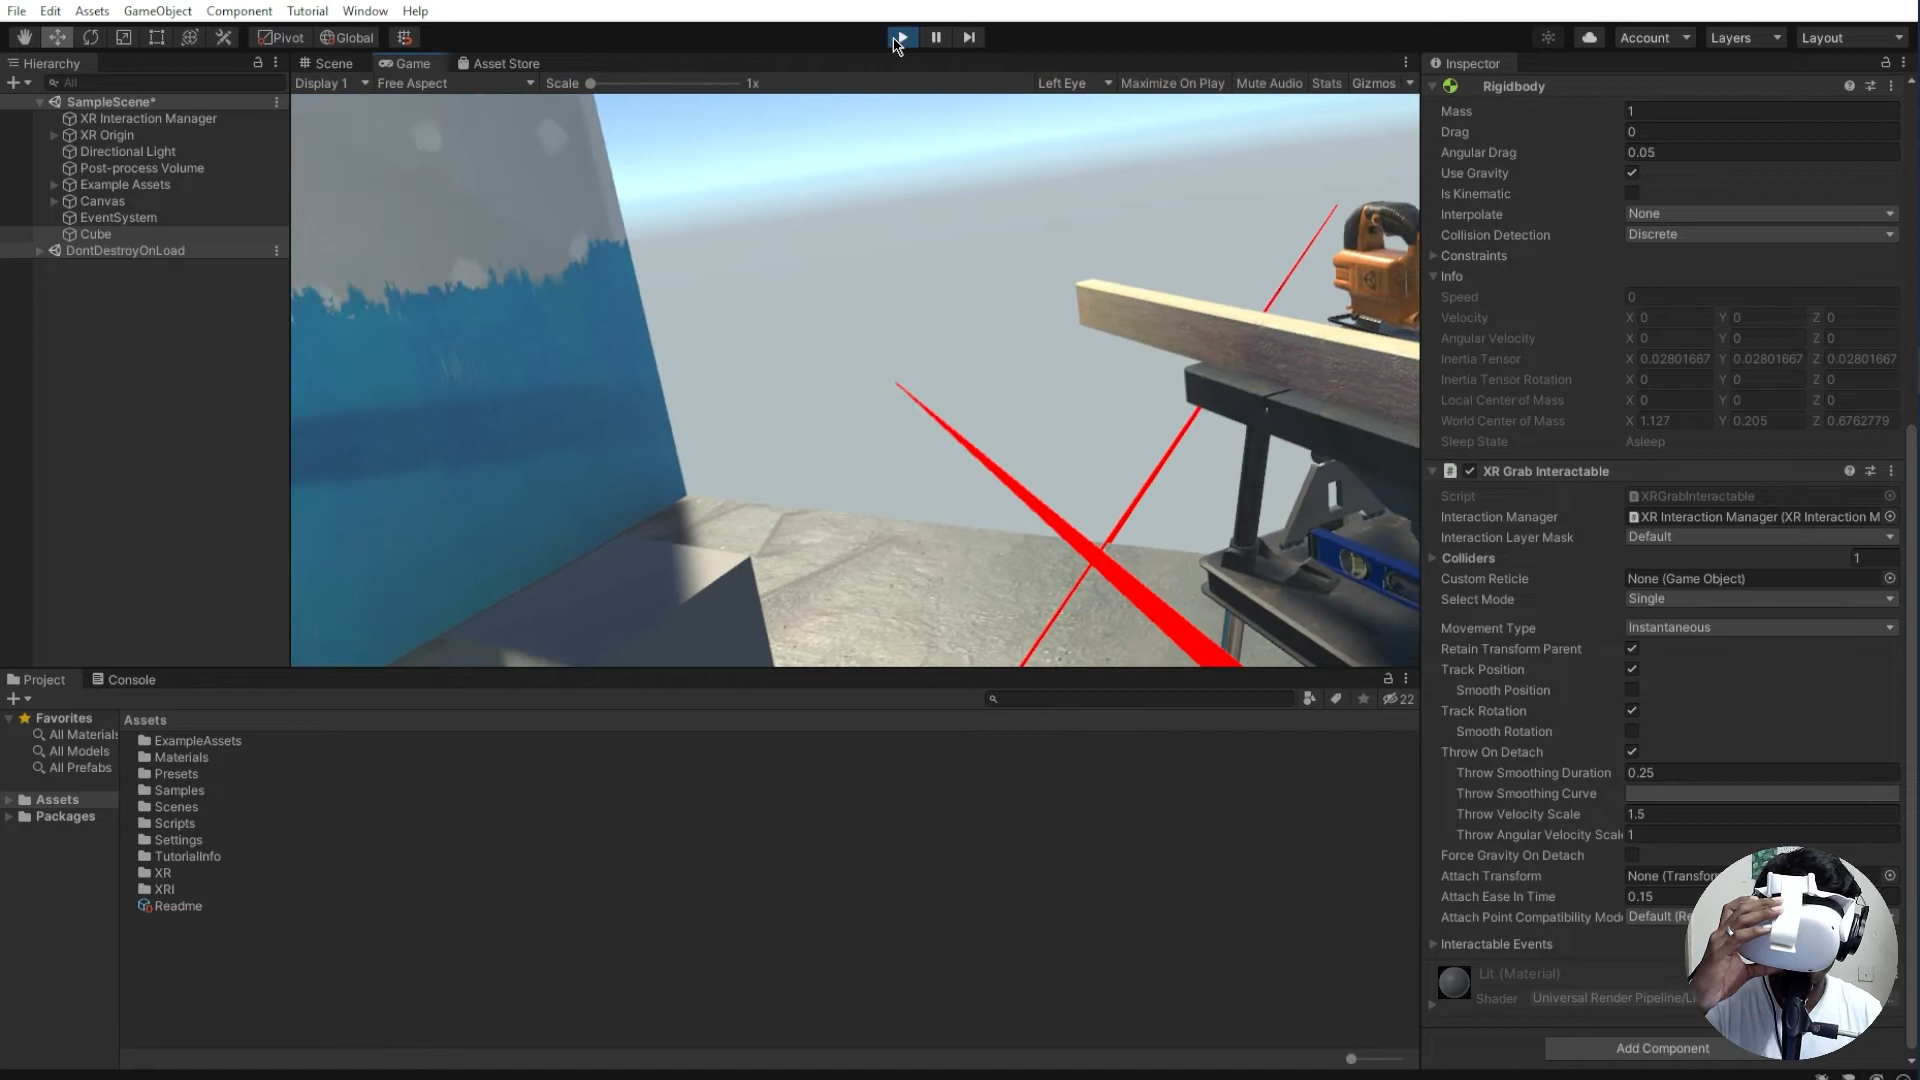 File Edit Assets GameObject Component Tutorial Window Help
Pivot Global Account Layers Layout
Hierarchy
All
SampleScene*
XR Interaction Manager
XR Origin
Directional Light
Post-process Volume
Example Assets
Canvas
EventSystem
Cube
DontDestroyOnLoad
Scene Game Asset Store
Display 1 Free Aspect Scale 1x Left Eye Maximize On Play Mute Audio Stats Gizmos
Inspector
Rigidbody
Mass 1
Drag 0
Angular Drag 0.05
Use Gravity
Is Kinematic
Interpolate None
Collision Detection Discrete
Constraints
Info
Speed 0
Velocity X 0 Y 0 Z 0
Angular Velocity X 0 Y 0 Z 0
Inertia Tensor X 0.02801667 Y 0.02801667 Z 0.02801667
Inertia Tensor Rotation X 0 Y 0 Z 0
Local Center of Mass X 0 Y 0 Z 0
World Center of Mass X 1.127 Y 0.205 Z 0.6762779
Sleep State Asleep
# XR Grab Interactable
Script XRGrabInteractable
Interaction Manager XR Interaction Manager (XR Interaction M
Interaction Layer Mask Default
Colliders 1
Custom Reticle None (Game Object)
Select Mode Single
Movement Type Instantaneous
Retain Transform Parent
Track Position
Smooth Position
Track Rotation
Smooth Rotation
Throw On Detach
Throw Smoothing Duration 0.25
Throw Smoothing Curve
Throw Velocity Scale 1.5
Throw Angular Velocity Scal 1
Force Gravity On Detach
Attach Transform None (Transfor
Attach Ease In Time 0.15
Attach Point Compatibility Mod Default (Re
Interactable Events
Lit (Material)
Shader Universal Render Pipeline/Li
Add Component
Project Console
22
Favorites
All Materials
All Models
All Prefabs
Assets
Packages
Assets
ExampleAssets
Materials
Presets
Samples
Scenes
Scripts
Settings
TutorialInfo
XR
XRI
Readme